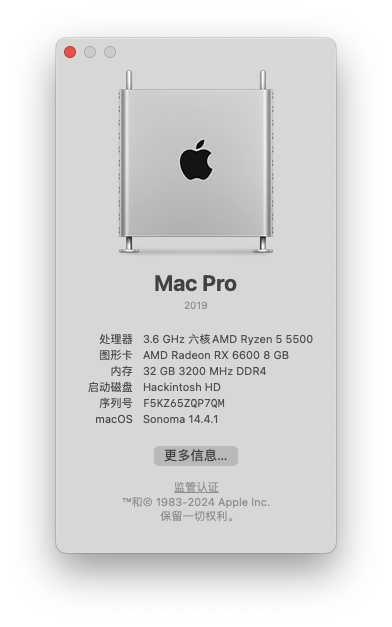 Mac Pro
2019
处理器 3.6 GHz 六核AMD Ryzen 5 5500
图形卡 AMD Radeon RX 6600 8 GB
内存 32 GB 3200 MHz DDR4
启动磁盘 Hackintosh HD
序列号 F5KZ65ZQP7QM
macOS Sonoma 14.4.1
更多信息...
监管认证
™和© 1983-2024 Apple Inc.
保留一切权利。